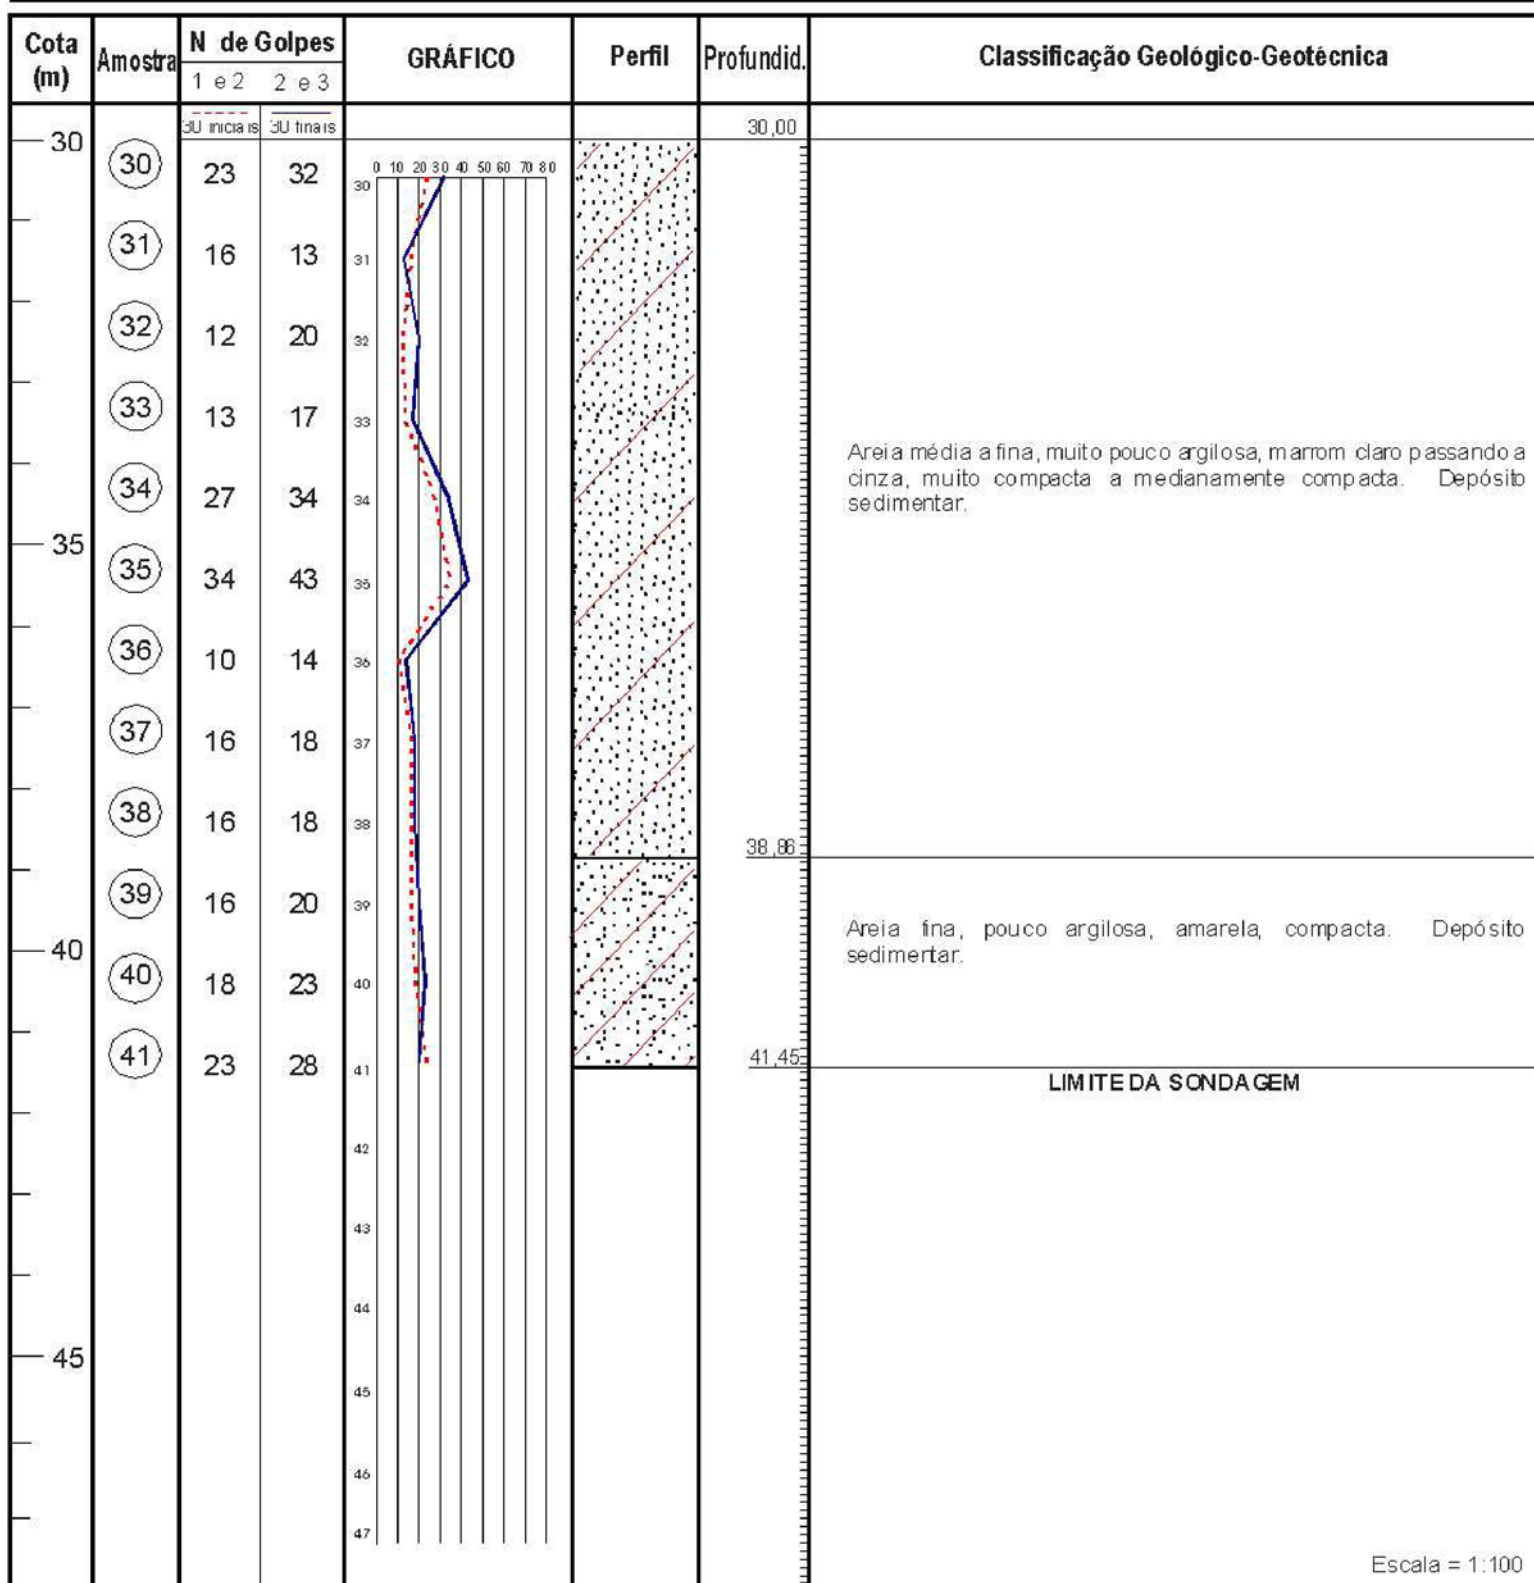 Cota (m) Amostra N de Golpes GRÁFICO Perfil Profundid. Classificação Geológico-Geotécnica
1 e 2 2 e 3
30 iniciais 30 finais 30,00
30
0 10 20 30 40 50 60 70 80
30 23 32 30
31 16 13 31
32 12 20 32
33 13 17 33
Areia média a fina, muito pouco argilosa, marrom claro passando a
cinza, muito compacta a medianamente compacta. Depósito
sedimentar.
34 27 34 34
35
35 34 43 35
36 10 14 36
37 16 18 37
38 16 18 38
38,86
39 16 20 39
Areia fina, pouco argilosa, amarela, compacta. Depósito
sedimentar.
40
40 18 23 40
41 23 28 41
41,45
LIMITE DA SONDAGEM
42
43
44
45
45
46
47
Escala = 1:100